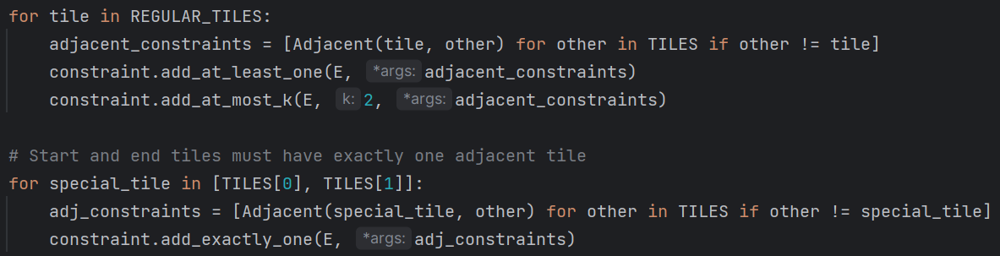 for tile in REGULAR_TILES:
    adjacent_constraints = [Adjacent(tile, other) for other in TILES if other != tile]
    constraint.add_at_least_one(E, *args: adjacent_constraints)
    constraint.add_at_most_k(E, k: 2, *args: adjacent_constraints)

# Start and end tiles must have exactly one adjacent tile
for special_tile in [TILES[0], TILES[1]]:
    adj_constraints = [Adjacent(special_tile, other) for other in TILES if other != special_tile]
    constraint.add_exactly_one(E, *args: adj_constraints)